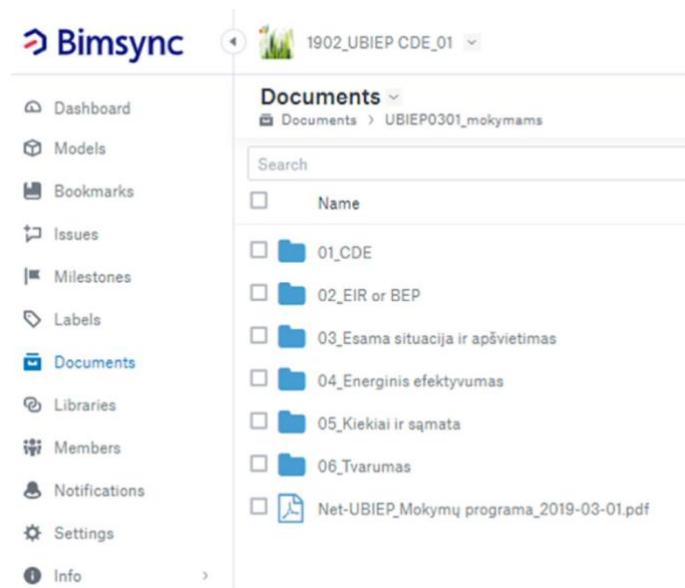 Bimsync
1902_UBIEP CDE_01
Dashboard
Models
Bookmarks
Issues
Milestones
Labels
Documents
Libraries
Members
Notifications
Settings
Info
Documents
Documents > UBIEP0301_mokymams
Search
Name
01_CDE
02_EIR or BEP
03_Esama situacija ir apšvietimas
04_Energinis efektyvumas
05_Kiekiai ir sąmata
06_Tvarumas
Net-UBIEP_Mokymų programa_2019-03-01.pdf